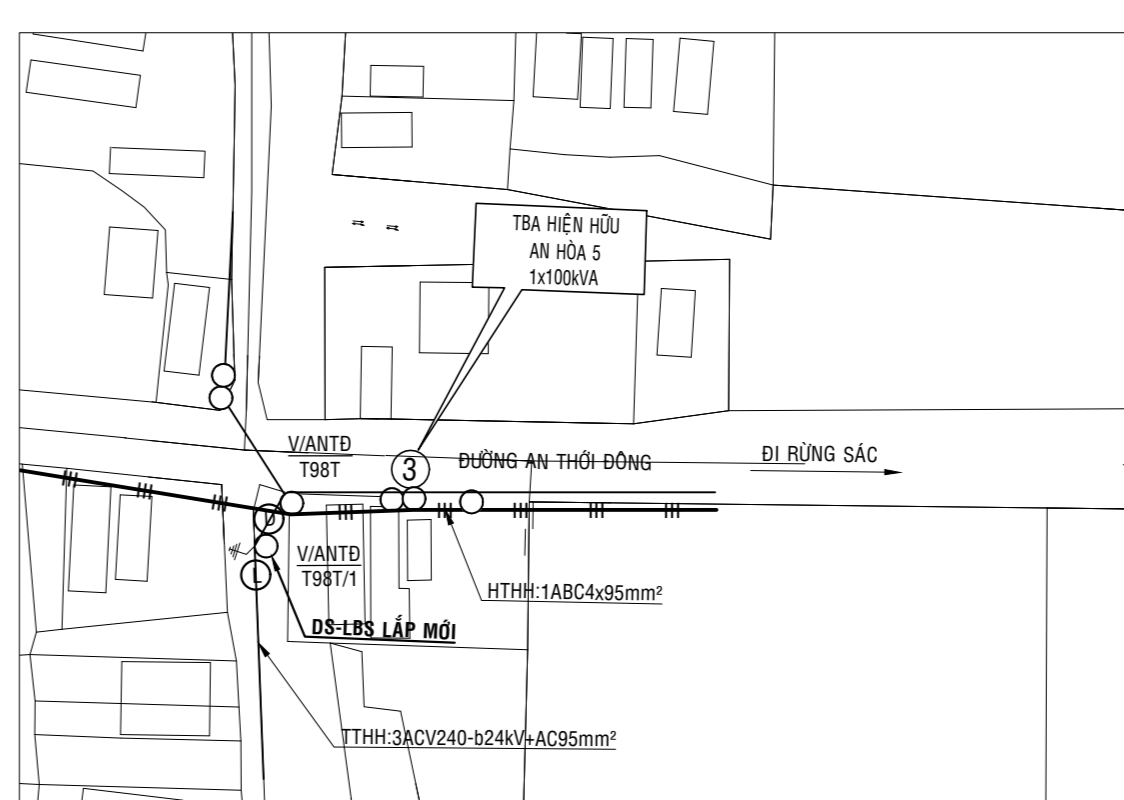 TBA HIỆN HỮU
AN HÒA 5
1x100kVA
V/ANTĐ
T98T
3
ĐƯỜNG AN THỚI ĐÔNG
ĐI RỪNG SÁC
D
V/ANTĐ
T98T/1
L
HTHH:1ABC4x95mm²
DS-LBS LẮP MỚI
TTHH:3ACV240-b24kV+AC95mm²